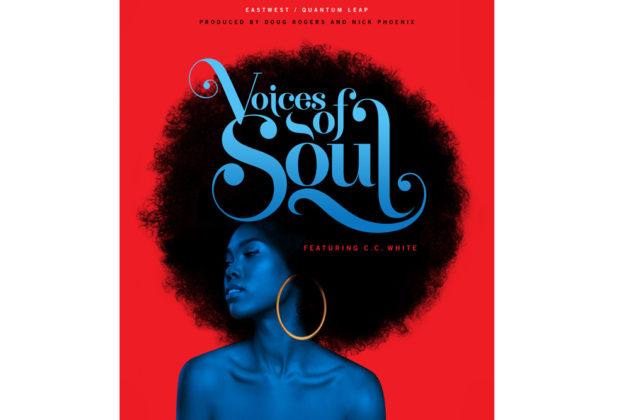 EASTWEST / QUANTUM LEAP
PRODUCED BY DOUG ROGERS AND NICK PHOENIX
Voices
of
Soul
FEATURING C.C. WHITE